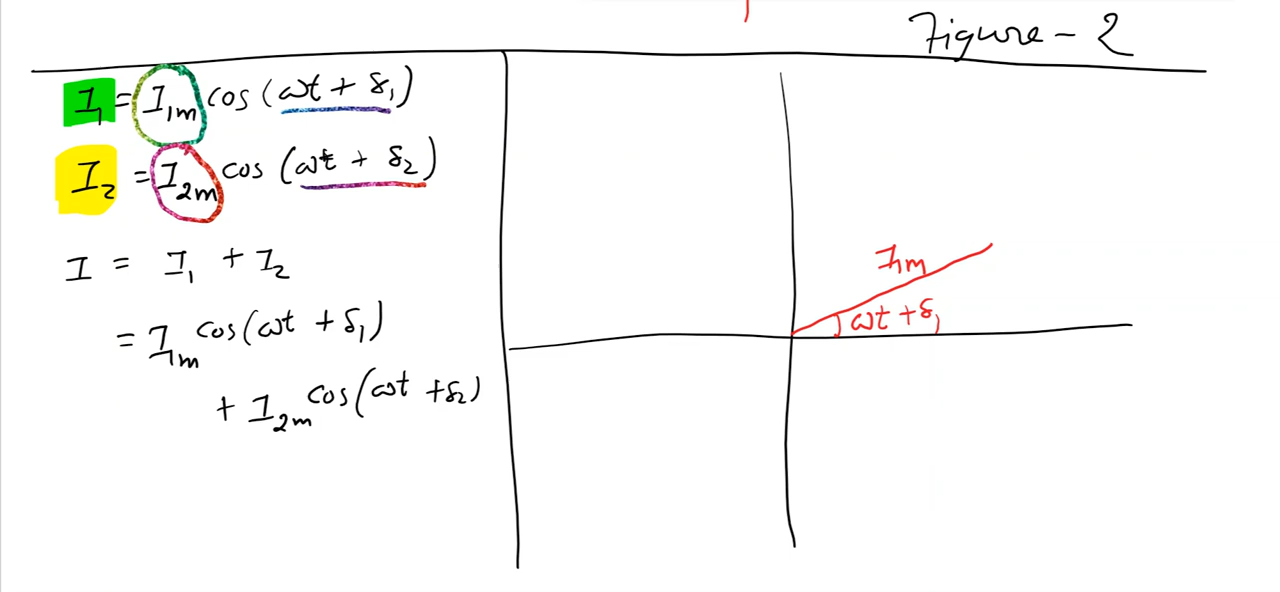 Figure - 2
I₁ = I₁m cos (ωt + δ₁)
I₂ = I₂m cos (ωt + δ₂)
I = I₁ + I₂
= I₁m cos(ωt + δ₁)
+ I₂m cos(ωt + δ₂)
I₁m
ωt + δ₁